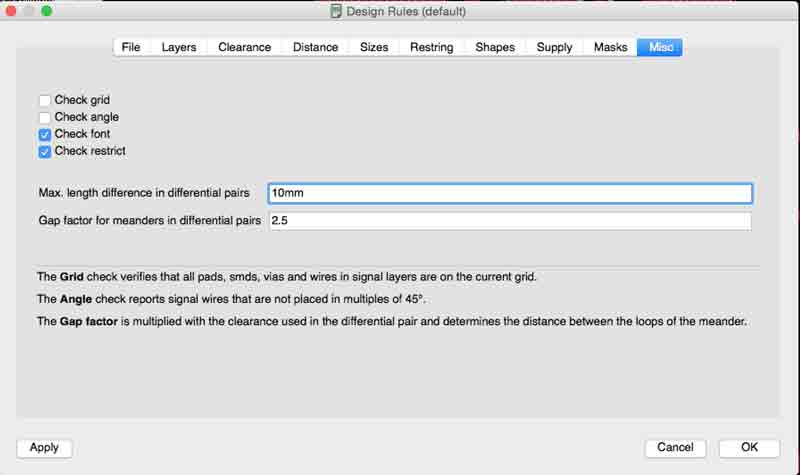 Design Rules (default)
File Layers Clearance Distance Sizes Restring Shapes Supply Masks Misc
Check grid
Check angle
Check font
Check restrict
Max. length difference in differential pairs 10mm
Gap factor for meanders in differential pairs 2.5
The Grid check verifies that all pads, smds, vias and wires in signal layers are on the current grid.
The Angle check reports signal wires that are not placed in multiples of 45°.
The Gap factor is multiplied with the clearance used in the differential pair and determines the distance between the loops of the meander.
Apply Cancel OK